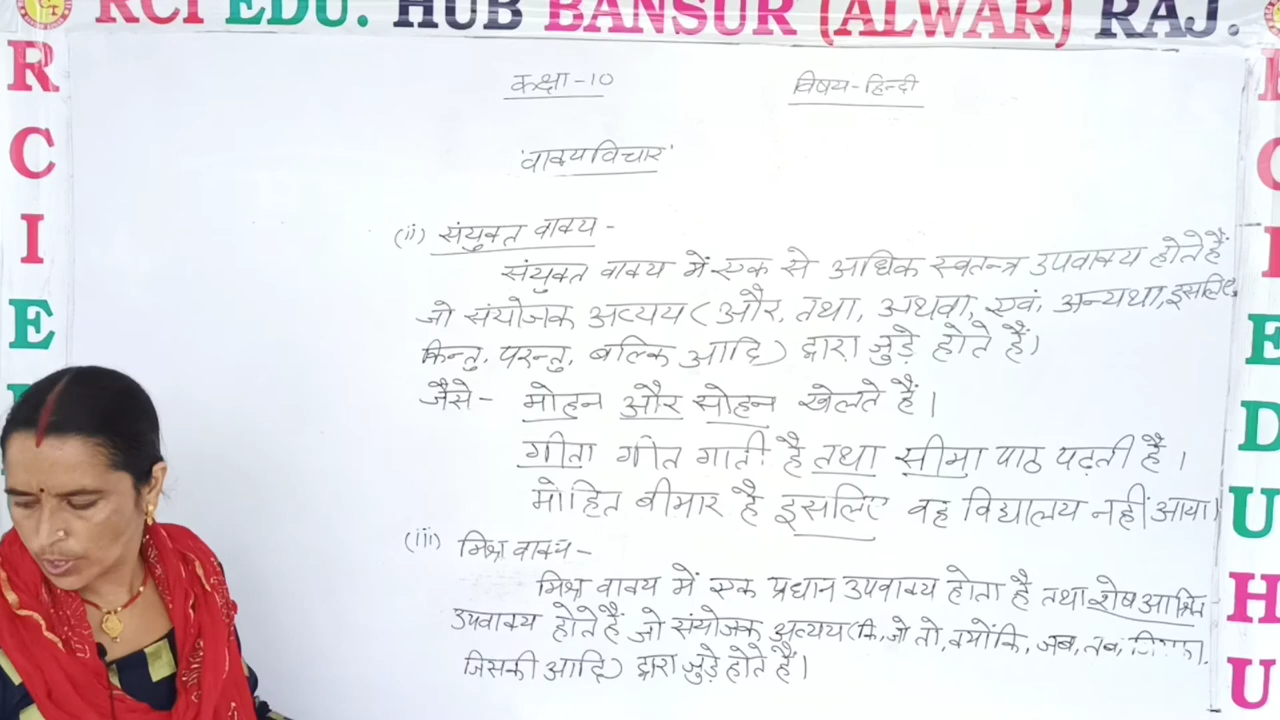 RCI EDU. HUB BANSUR (ALWAR) RAJ.
R
C
I
E
कक्षा-10 विषय-हिन्दी
'वाक्यविचार'
(ii) संयुक्त वाक्य -
संयुक्त वाक्य में एक से अधिक स्वतन्त्र उपवाक्य होते हैं
जो संयोजक अव्यय (और, तथा, अथवा, एवं, अन्यथा, इसलिए,
किन्तु, परन्तु, बल्कि आदि) द्वारा जुड़े होते हैं।
जैसे - मोहन और सोहन खेलते हैं।
गीता गीत गाती है तथा सीमा पाठ पढ़ती है।
मोहित बीमार है इसलिए वह विद्यालय नहीं आया।
(iii) मिश्र वाक्य -
मिश्र वाक्य में एक प्रधान उपवाक्य होता है तथा शेष आश्रित
उपवाक्य होते हैं जो संयोजक अव्यय (कि, जो तो, क्योंकि, जब, तब,
जिसकी आदि) द्वारा जुड़े होते हैं।
E
D
U
H
U